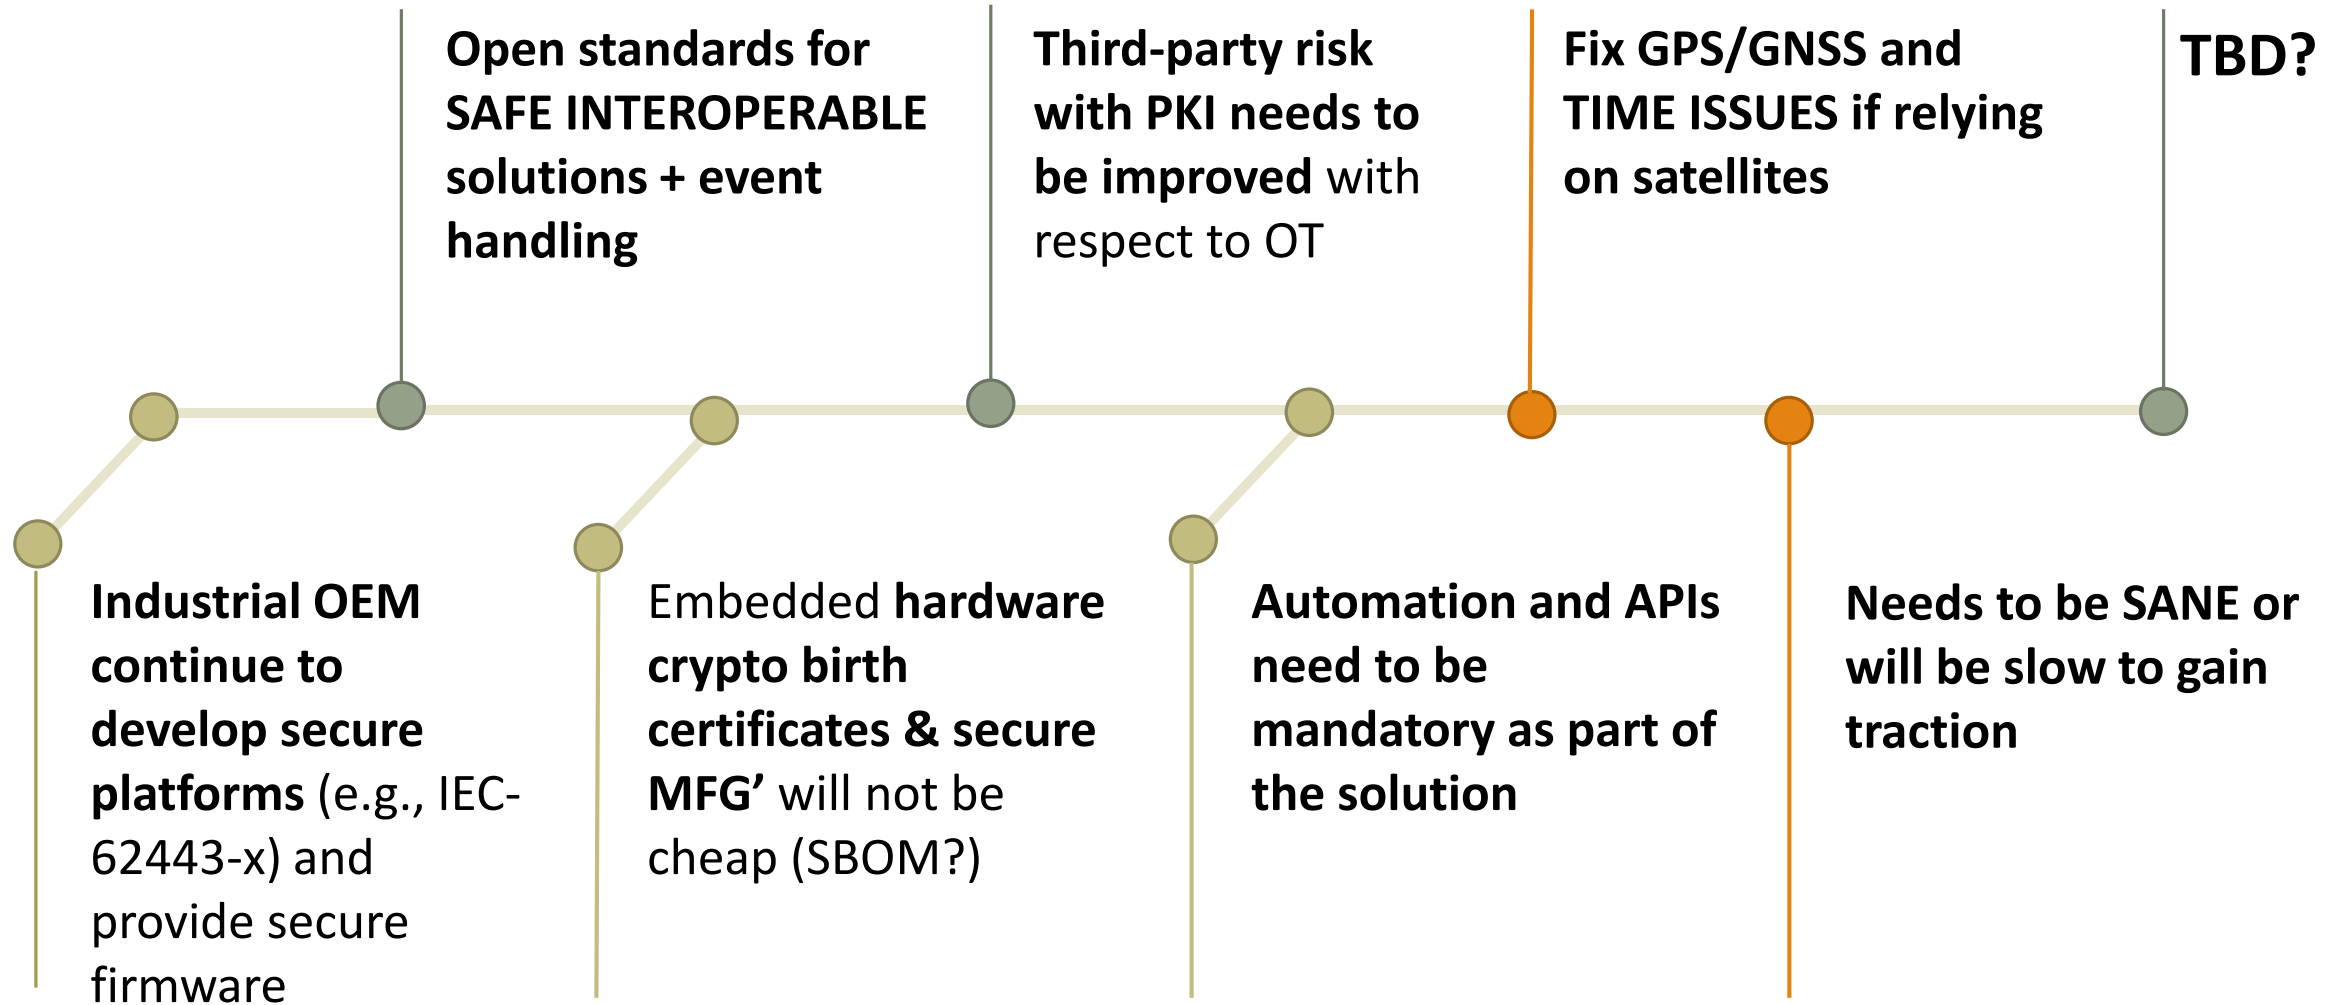 Open standards for
SAFE INTEROPERABLE
solutions + event
handling
Third-party risk
with PKI needs to
be improved with
respect to OT
Fix GPS/GNSS and
TIME ISSUES if relying
on satellites
TBD?
Industrial OEM
continue to
develop secure
platforms (e.g., IEC-
62443-x) and
provide secure
firmware
Embedded hardware
crypto birth
certificates & secure
MFG’ will not be
cheap (SBOM?)
Automation and APIs
need to be
mandatory as part of
the solution
Needs to be SANE or
will be slow to gain
traction